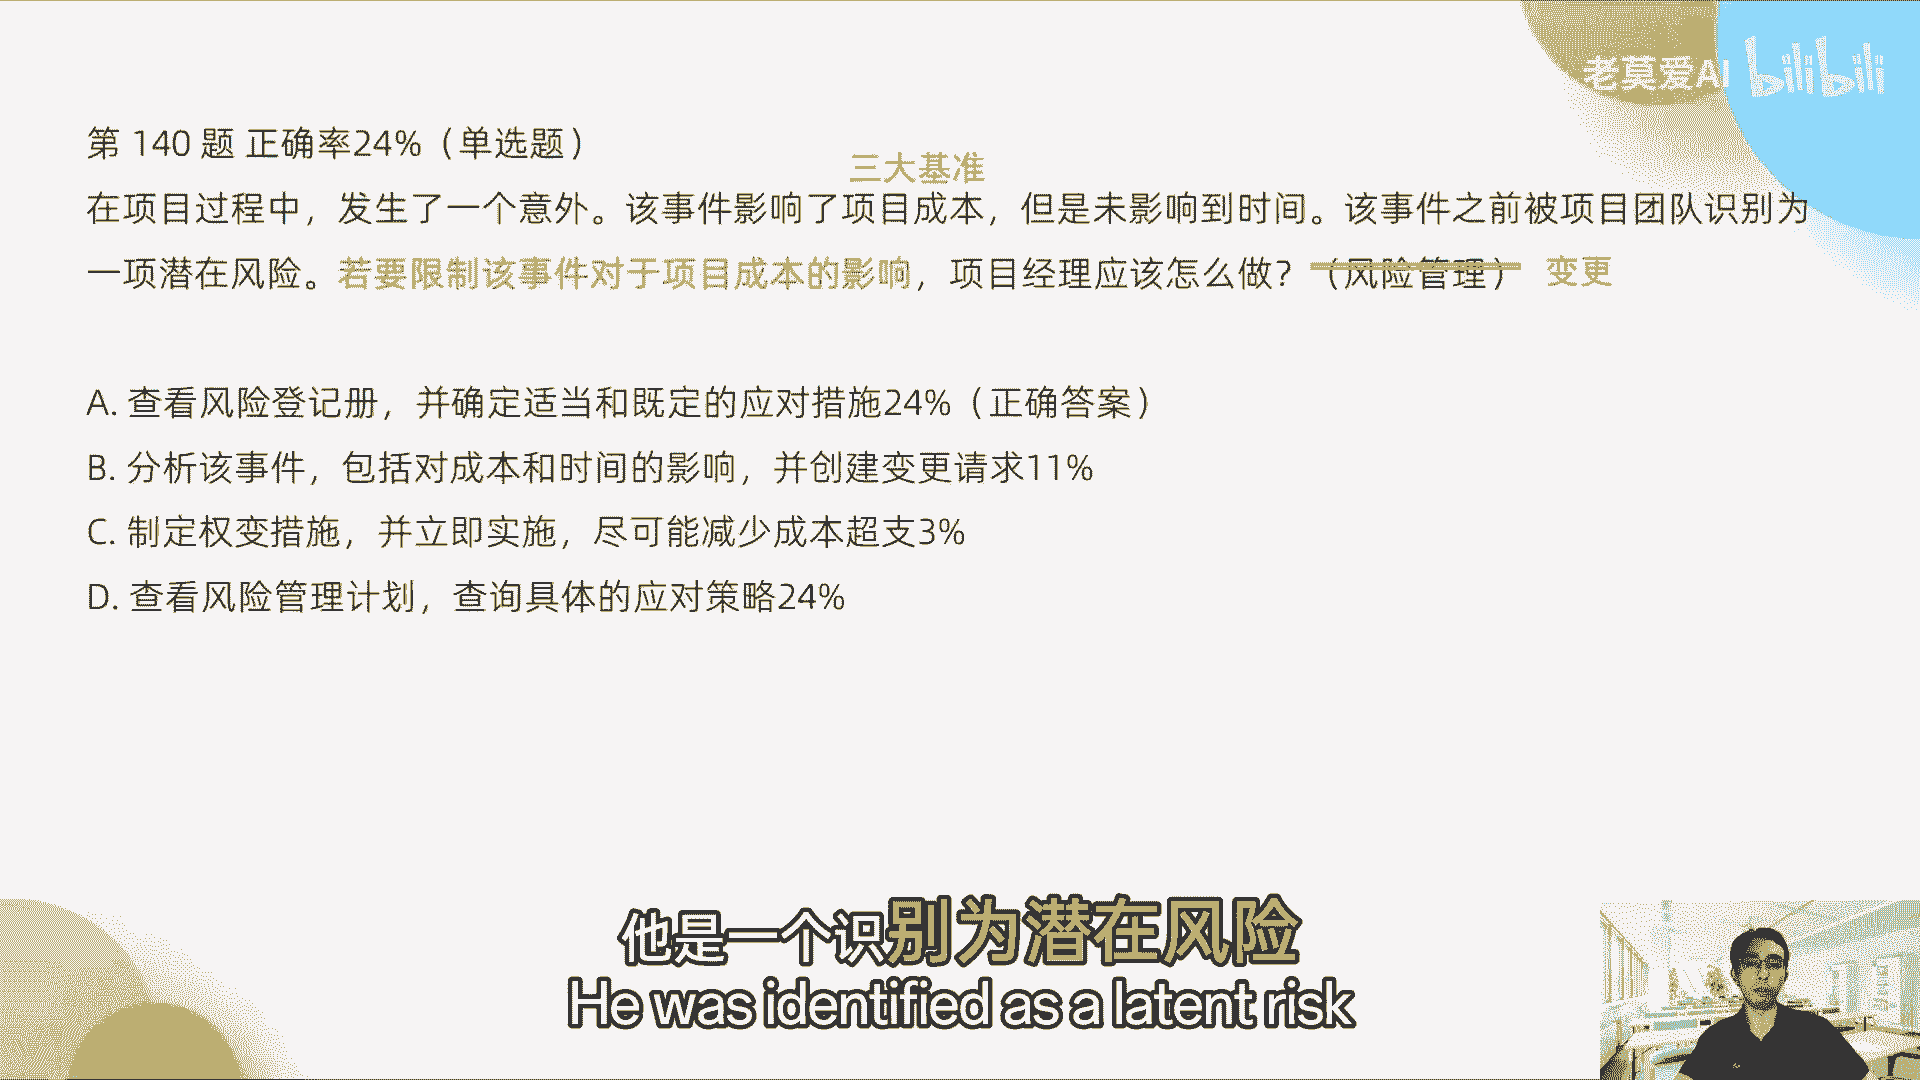 老莫爱AI bilibili
第 140 题 正确率24%（单选题）
三大基准
在项目过程中，发生了一个意外。该事件影响了项目成本，但是未影响到时间。该事件之前被项目团队识别为
一项潜在风险。若要限制该事件对于项目成本的影响，项目经理应该怎么做？（风险管理） 变更
A. 查看风险登记册，并确定适当和既定的应对措施24%（正确答案）
B. 分析该事件，包括对成本和时间的影响，并创建变更请求11%
C. 制定权变措施，并立即实施，尽可能减少成本超支3%
D. 查看风险管理计划，查询具体的应对策略24%
他是一个识别为潜在风险
He was identified as a latent risk